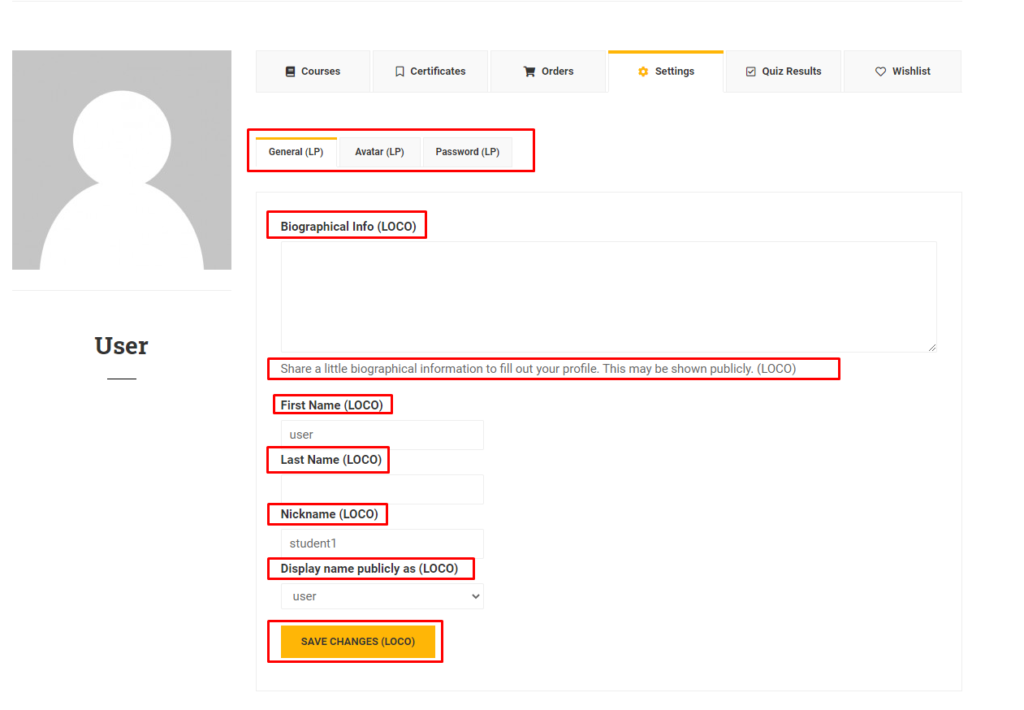 Courses Certificates Orders Settings Quiz Results Wishlist
General (LP) Avatar (LP) Password (LP)
Biographical Info (LOCO)
Share a little biographical information to fill out your profile. This may be shown publicly. (LOCO)
User
First Name (LOCO)
user
Last Name (LOCO)
Nickname (LOCO)
student1
Display name publicly as (LOCO)
user
SAVE CHANGES (LOCO)